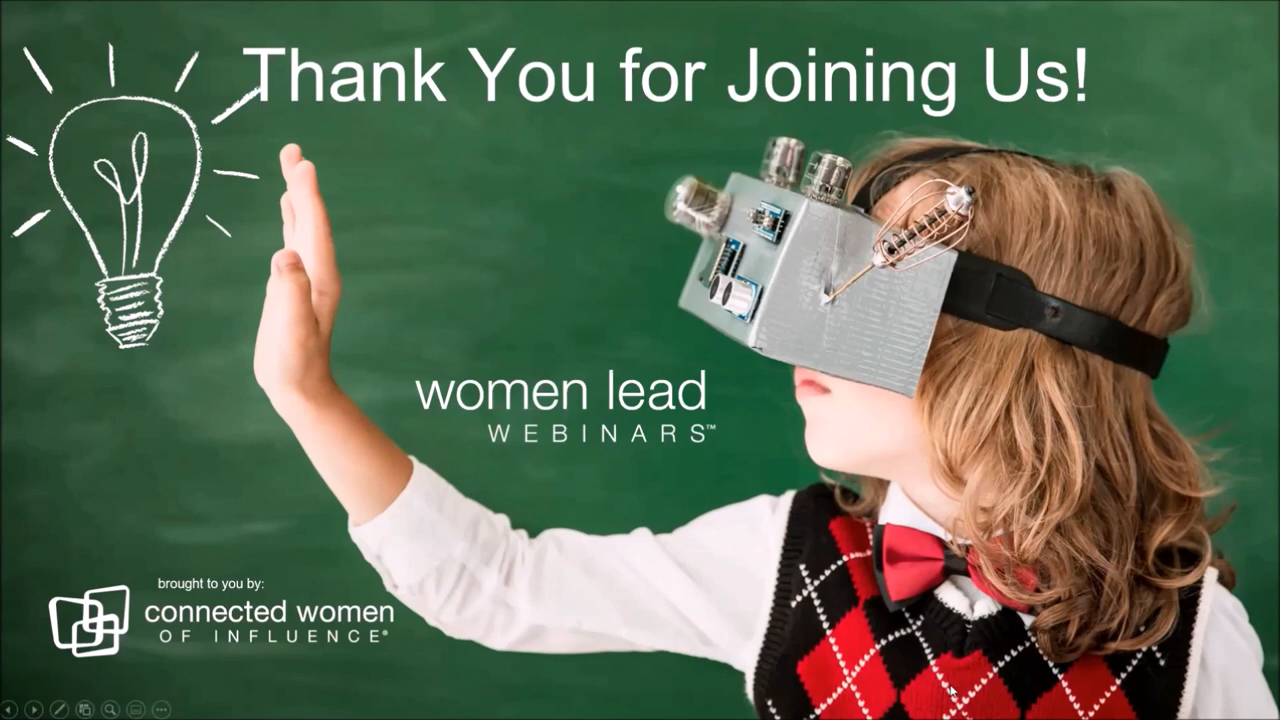 Thank You for Joining Us!
women lead
WEBINARS™
brought to you by:
connected women
OF INFLUENCE®